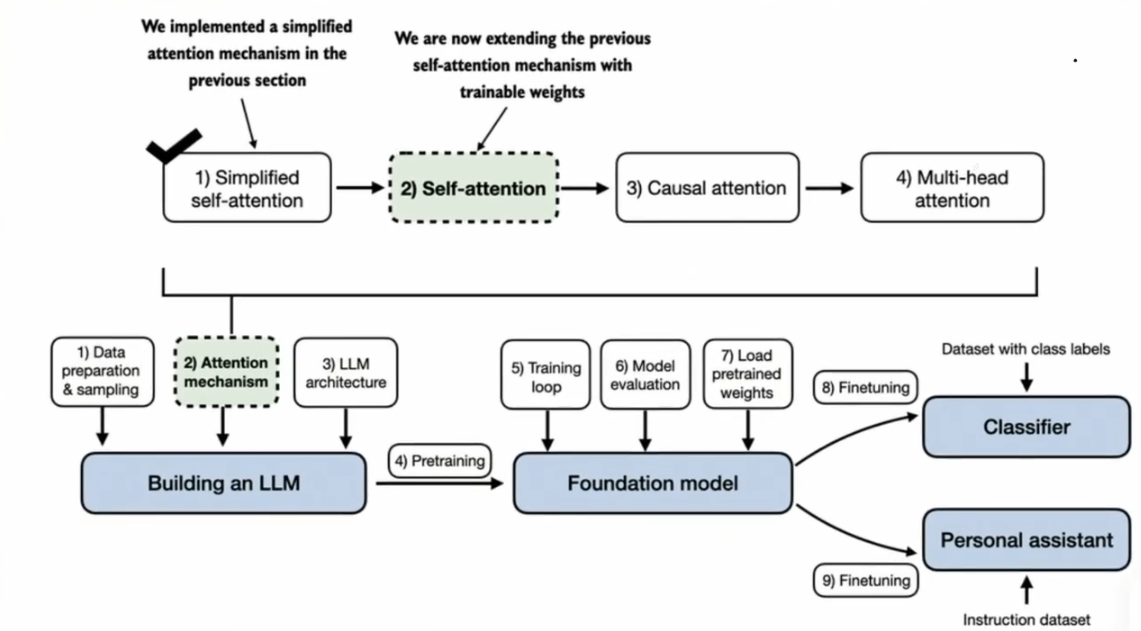 We implemented a simplified
attention mechanism in the
previous section
We are now extending the previous
self-attention mechanism with
trainable weights
1) Simplified
self-attention
2) Self-attention
3) Causal attention
4) Multi-head
attention
1) Data
preparation
& sampling
2) Attention
mechanism
3) LLM
architecture
5) Training
loop
6) Model
evaluation
7) Load
pretrained
weights
8) Finetuning
Dataset with class labels
Classifier
Building an LLM
4) Pretraining
Foundation model
Personal assistant
9) Finetuning
Instruction dataset